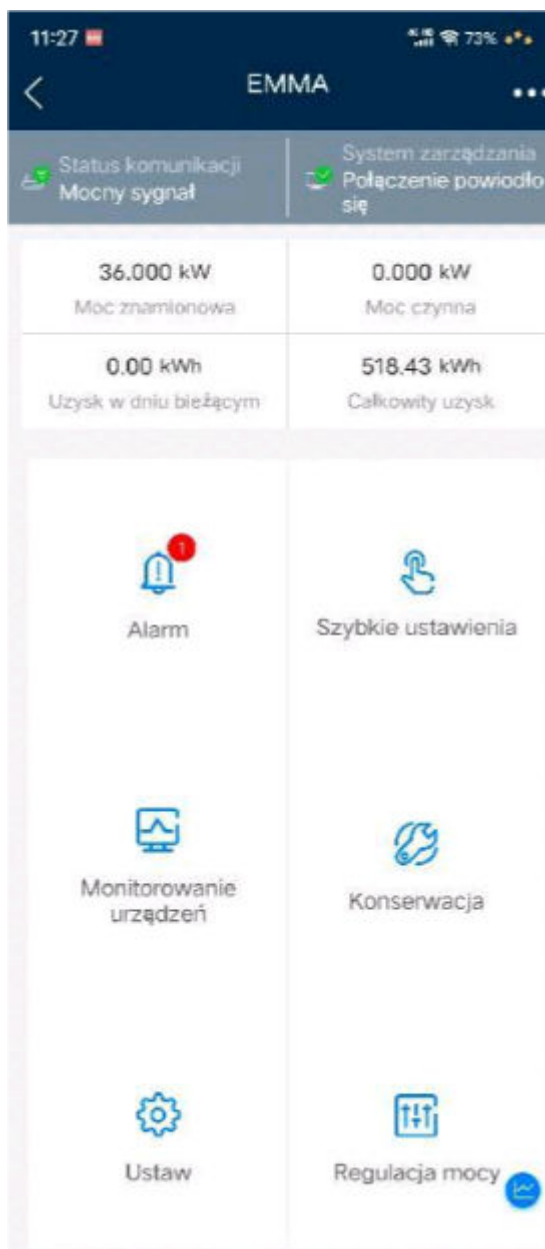 11:27
73%
EMMA
Status komunikacji
Mocny sygnał
System zarządzania
Połączenie powiodło
się
36.000 kW
Moc znamionowa
0.000 kW
Moc czynna
0.00 kWh
Uzysk w dniu bieżącym
518.43 kWh
Całkowity uzysk
1
Alarm
Szybkie ustawienia
Monitorowanie
urządzeń
Konserwacja
Ustaw
Regulacja mocy